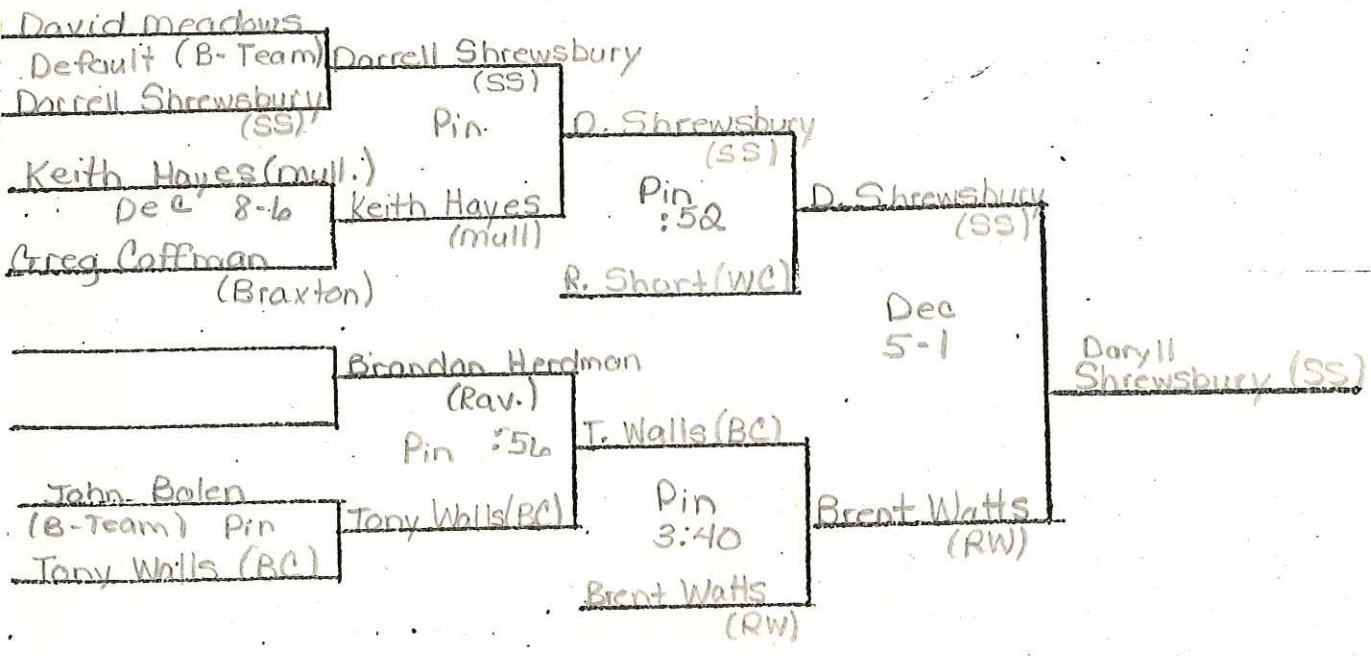 David Meadows
Default (B-Team)
Darrell Shrewsbury
(SS)
Keith Hayes (Mull.)
Dec 8-6
Greg Coffman
(Braxton)
John Bolen
(B-Team) Pin
Tony Walls (BC)
Darrell Shrewsbury
(SS)
Pin.
Keith Hayes
(Mull)
Brandan Herdman
(Rav.)
Pin :56
Tony Walls (BC)
D. Shrewsbury
(SS)
Pin
:52
R. Short (WC)
T. Walls (BC)
Pin
3:40
Brent Watts
(RW)
D. Shrewsbury
(SS)
Dec
5-1
Brent Watts
(RW)
Daryll
Shrewsbury (SS)